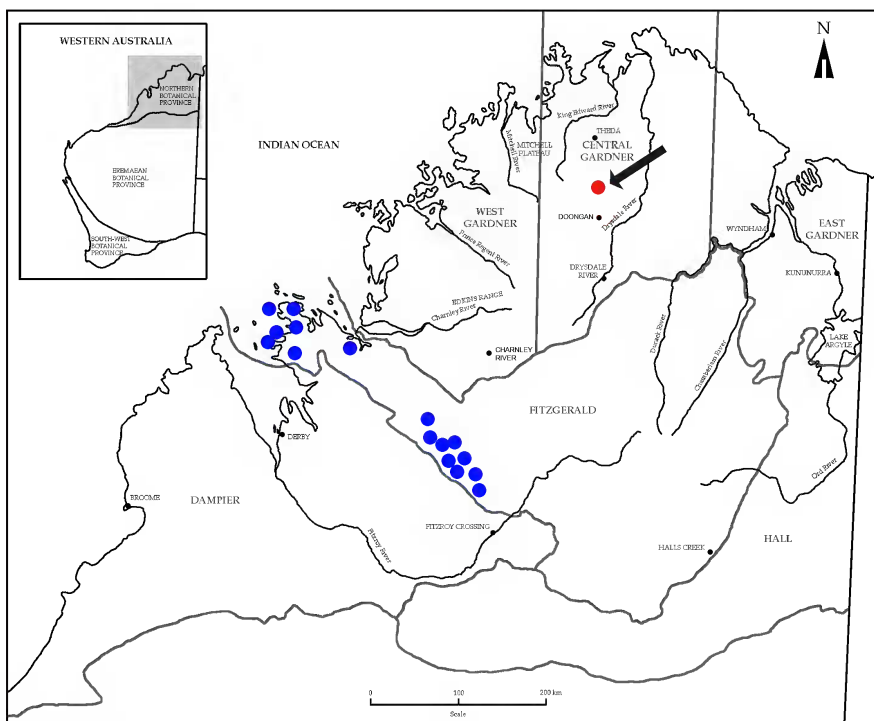 WESTERN AUSTRALIA
NORTHERN
BOTANICAL
PROVINCE
EREMAEAN
BOTANICAL
PROVINCE
SOUTH-WEST
BOTANICAL
PROVINCE
N
INDIAN OCEAN
King Edward River
THEDA
Mitchell River
MITCHELL
PLATEAU
CENTRAL
GARDNER
WEST
GARDNER
DOONGAN
Drysdale River
EAST
GARDNER
WYNDHAM
Prince Regent River
DRYSDALE
RIVER
KUNUNURRA
EDKINS RANGE
Charnley River
CHARNLEY
RIVER
Durack River
Chamberlain River
LAKE
ARGYLE
FITZGERALD
DERBY
Ord River
BROOME
DAMPIER
FITZROY CROSSING
Fitzroy River
HALLS CREEK
HALL
0 100 200 km
Scale